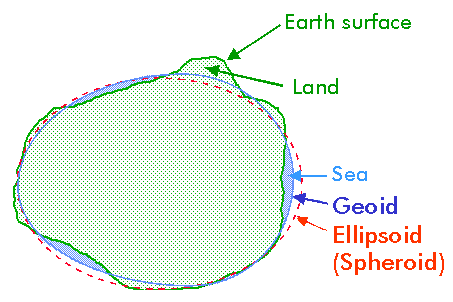 Earth surface
Land
Sea
Geoid
Ellipsoid
(Spheroid)